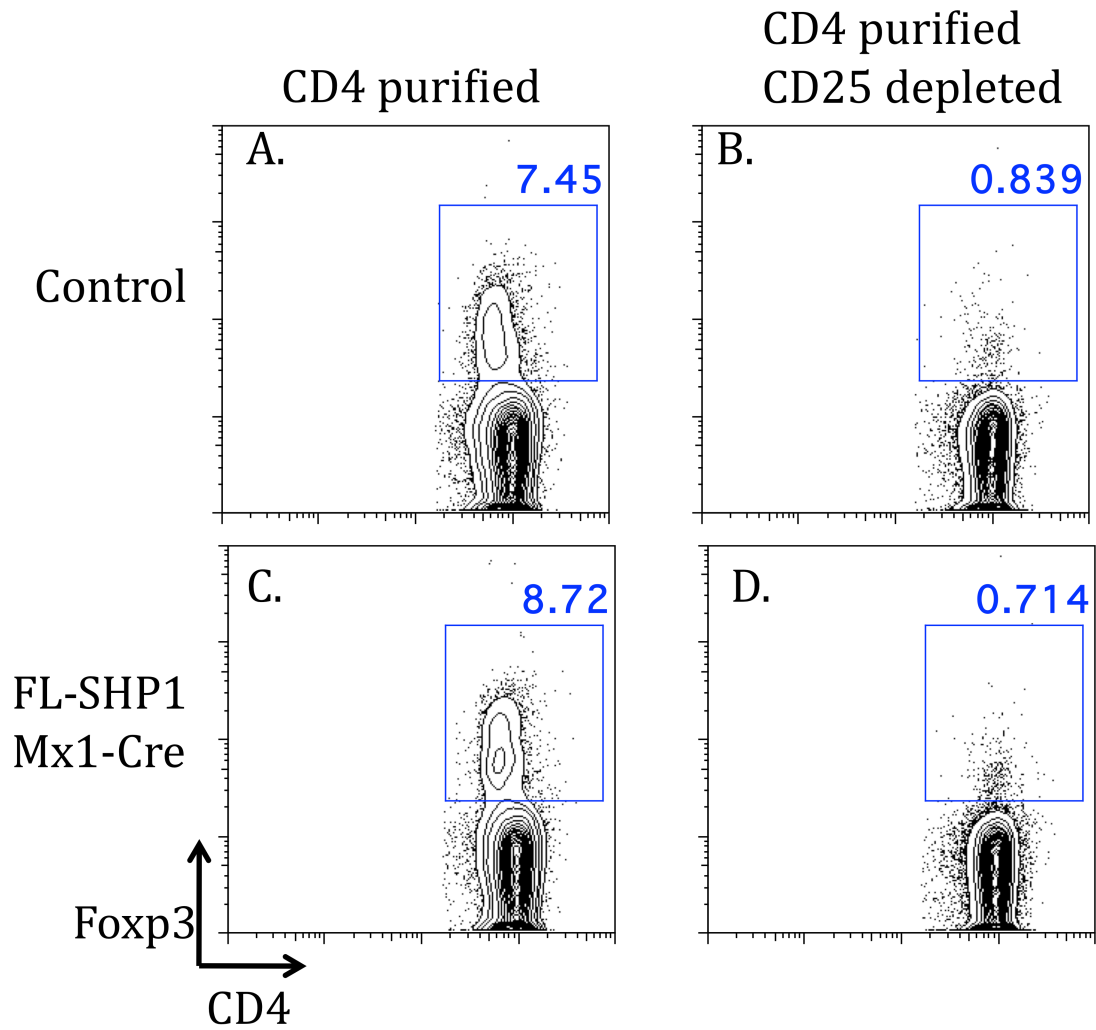 CD4 purified
CD4 purified
CD25 depleted
A.
7.45
B.
0.839
Control
C.
8.72
D.
0.714
FL-SHP1
Mx1-Cre
Foxp3
CD4